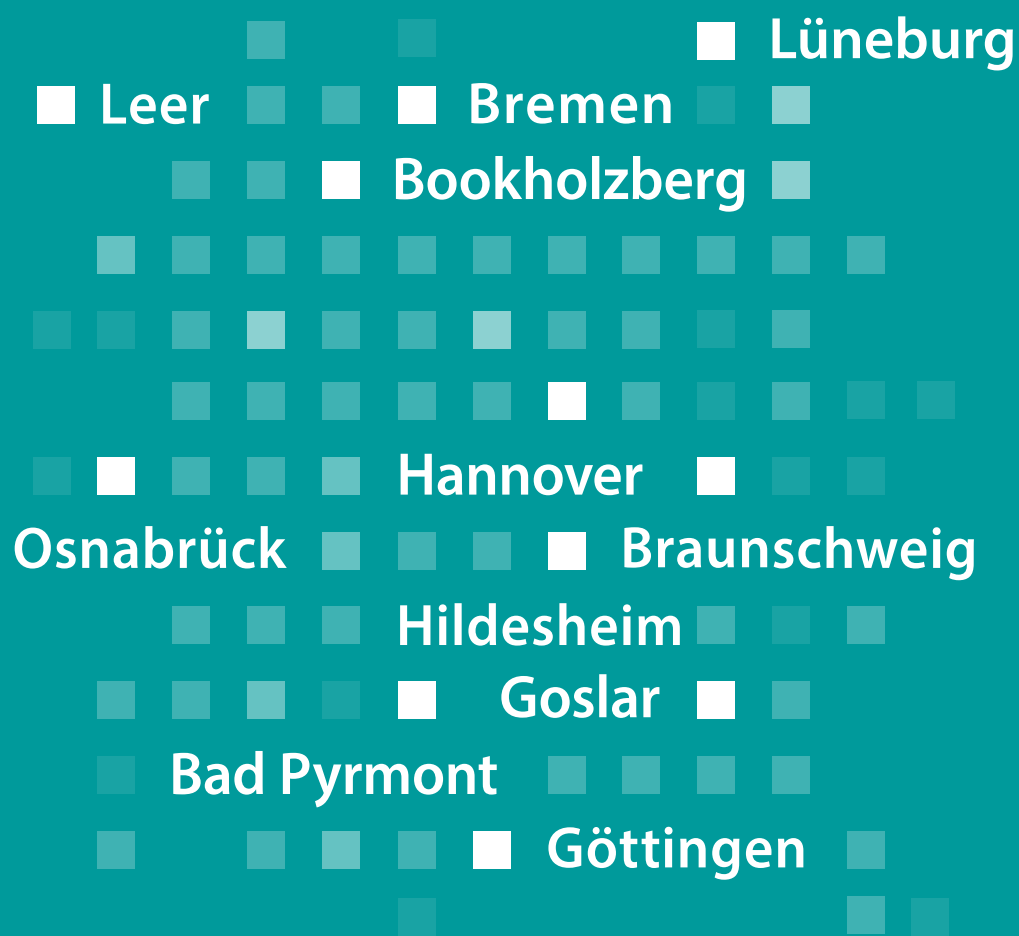 Lüneburg
Leer Bremen
Bookholzberg
Hannover
Osnabrück Braunschweig
Hildesheim
Goslar
Bad Pyrmont
Göttingen